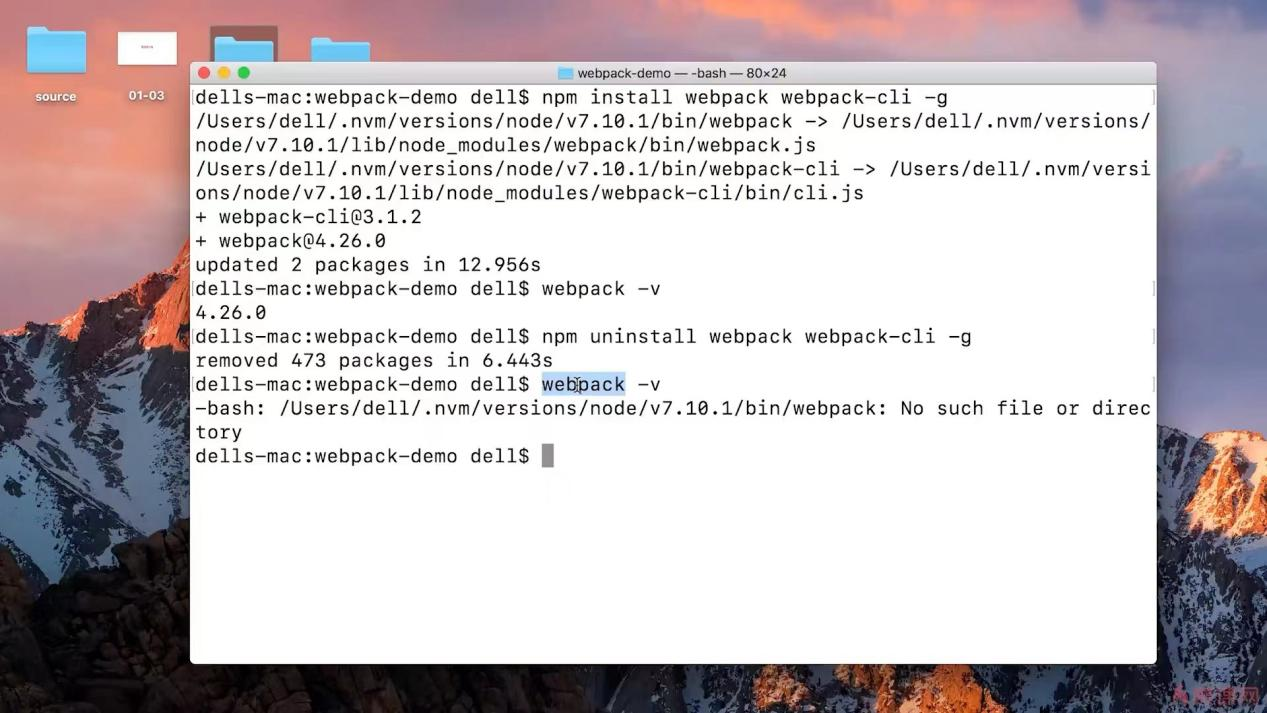 source
01-03
webpack-demo — -bash — 80×24
dells-mac:webpack-demo dell$ npm install webpack webpack-cli -g
/Users/dell/.nvm/versions/node/v7.10.1/bin/webpack -> /Users/dell/.nvm/versions/
node/v7.10.1/lib/node_modules/webpack/bin/webpack.js
/Users/dell/.nvm/versions/node/v7.10.1/bin/webpack-cli -> /Users/dell/.nvm/versi
ons/node/v7.10.1/lib/node_modules/webpack-cli/bin/cli.js
+ webpack-cli@3.1.2
+ webpack@4.26.0
updated 2 packages in 12.956s
dells-mac:webpack-demo dell$ webpack -v
4.26.0
dells-mac:webpack-demo dell$ npm uninstall webpack webpack-cli -g
removed 473 packages in 6.443s
dells-mac:webpack-demo dell$ webpack -v
-bash: /Users/dell/.nvm/versions/node/v7.10.1/bin/webpack: No such file or direc
tory
dells-mac:webpack-demo dell$